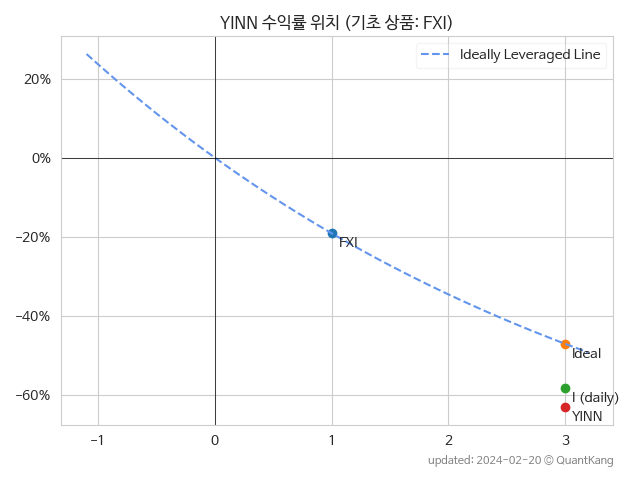 YINN 수익률 위치 (기초 상품: FXI)
Ideally Leveraged Line
20%
0%
−20%
−40%
−60%
FXI
Ideal
I (daily)
YINN
−1
0
1
2
3
updated: 2024-02-20 © QuantKang